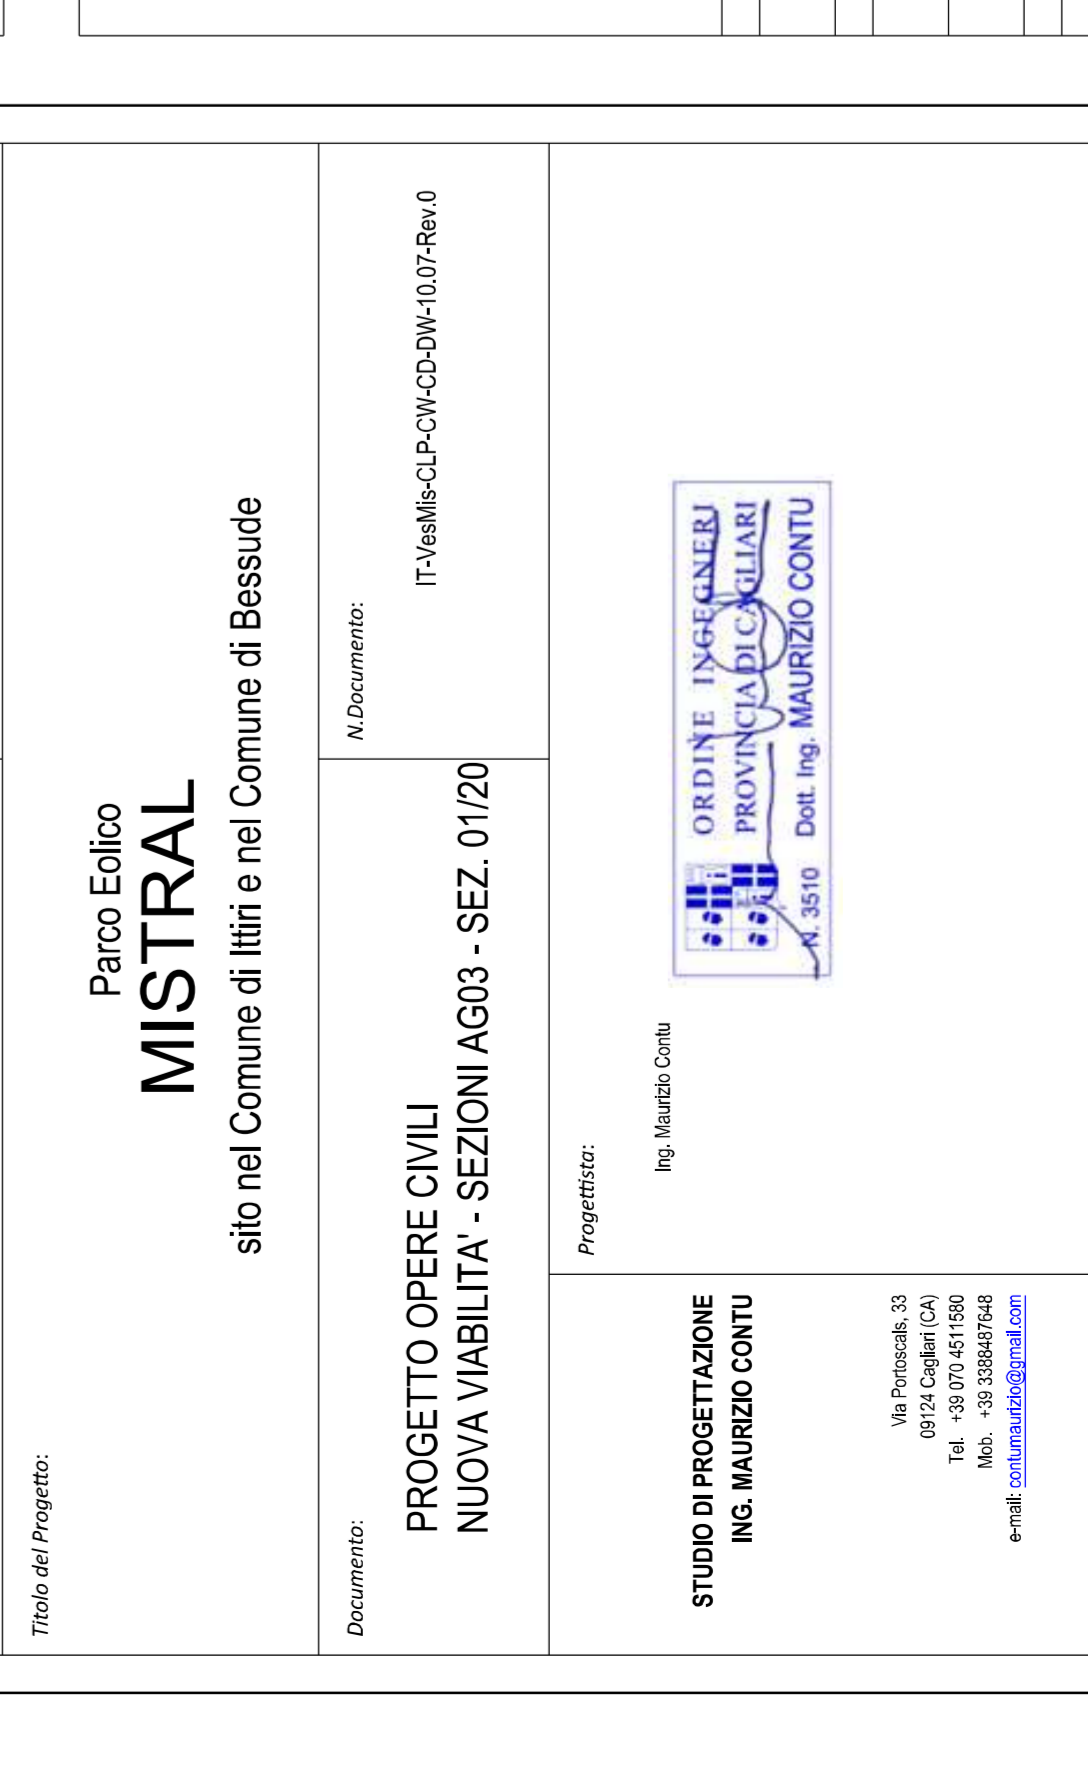 Titolo del Progetto:
Parco Eolico
MISTRAL
sito nel Comune di Ittiri e nel Comune di Bessude
Documento:
PROGETTO OPERE CIVILI
NUOVA VIABILITA' - SEZIONI AG03 - SEZ. 01/20
N.Documento:
IT-VesMis-CLP-CW-CD-DW-10.07-Rev.0
STUDIO DI PROGETTAZIONE
ING. MAURIZIO CONTU
Via Portoscals, 33
09124 Cagliari (CA)
Tel. +39 070 4511580
Mob. +39 3388487648
e-mail: contumaurizio@gmail.com
Progettista:
Ing. Maurizio Contu
ORDINE INGEGNERI
PROVINCIA DI CAGLIARI
N. 3510 Dott. Ing. MAURIZIO CONTU